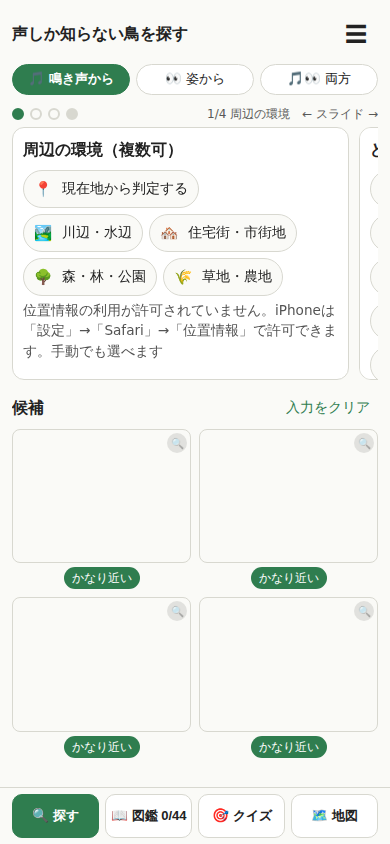 声しか知らない鳥を探す
🎵 鳴き声から
👀 姿から
🎵👀 両方
1/4 周辺の環境 ← スライド →
周辺の環境（複数可）
📍 現在地から判定する
🏞️ 川辺・水辺
🏘️ 住宅街・市街地
🌳 森・林・公園
🌾 草地・農地
位置情報の利用が許可されていません。iPhoneは
「設定」→「Safari」→「位置情報」で許可できま
す。手動でも選べます
候補
入力をクリア
かなり近い
かなり近い
かなり近い
かなり近い
🔍 探す
📖 図鑑 0/44
🎯 クイズ
🗺️ 地図